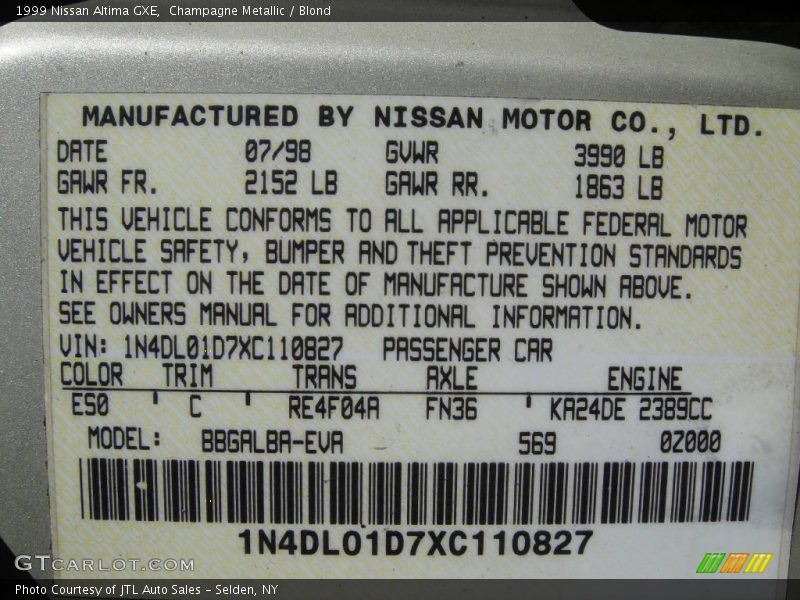 1999 Nissan Altima GXE,  Champagne Metallic / Blond
MANUFACTURED BY NISSAN MOTOR CO., LTD.
DATE 07/98 GVWR 3990 LB
GAWR FR. 2152 LB GAWR RR. 1863 LB
THIS VEHICLE CONFORMS TO ALL APPLICABLE FEDERAL MOTOR
VEHICLE SAFETY, BUMPER AND THEFT PREVENTION STANDARDS
IN EFFECT ON THE DATE OF MANUFACTURE SHOWN ABOVE.
SEE OWNERS MANUAL FOR ADDITIONAL INFORMATION.
VIN: 1N4DL01D7XC110827 PASSENGER CAR
COLOR TRIM TRANS AXLE ENGINE
ES0 C RE4F04A FN36 KA24DE 2389CC
MODEL: BBGALBA-EVA 569 0Z000
1N4DL01D7XC110827
GTCARLOT.COM
Photo Courtesy of JTL Auto Sales - Selden, NY